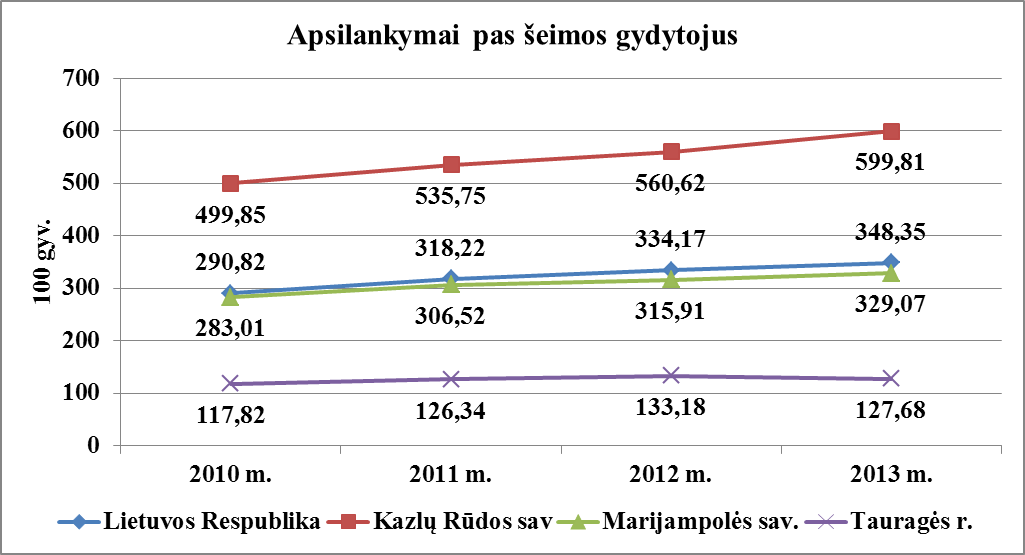 Apsilankymai pas šeimos gydytojus
100 gyv.
700
600
500
400
300
200
100
0
499,85
535,75
560,62
599,81
290,82
318,22
334,17
348,35
283,01
306,52
315,91
329,07
117,82
126,34
133,18
127,68
2010 m.
2011 m.
2012 m.
2013 m.
Lietuvos Respublika
Kazlų Rūdos sav
Marijampolės sav.
Tauragės r.